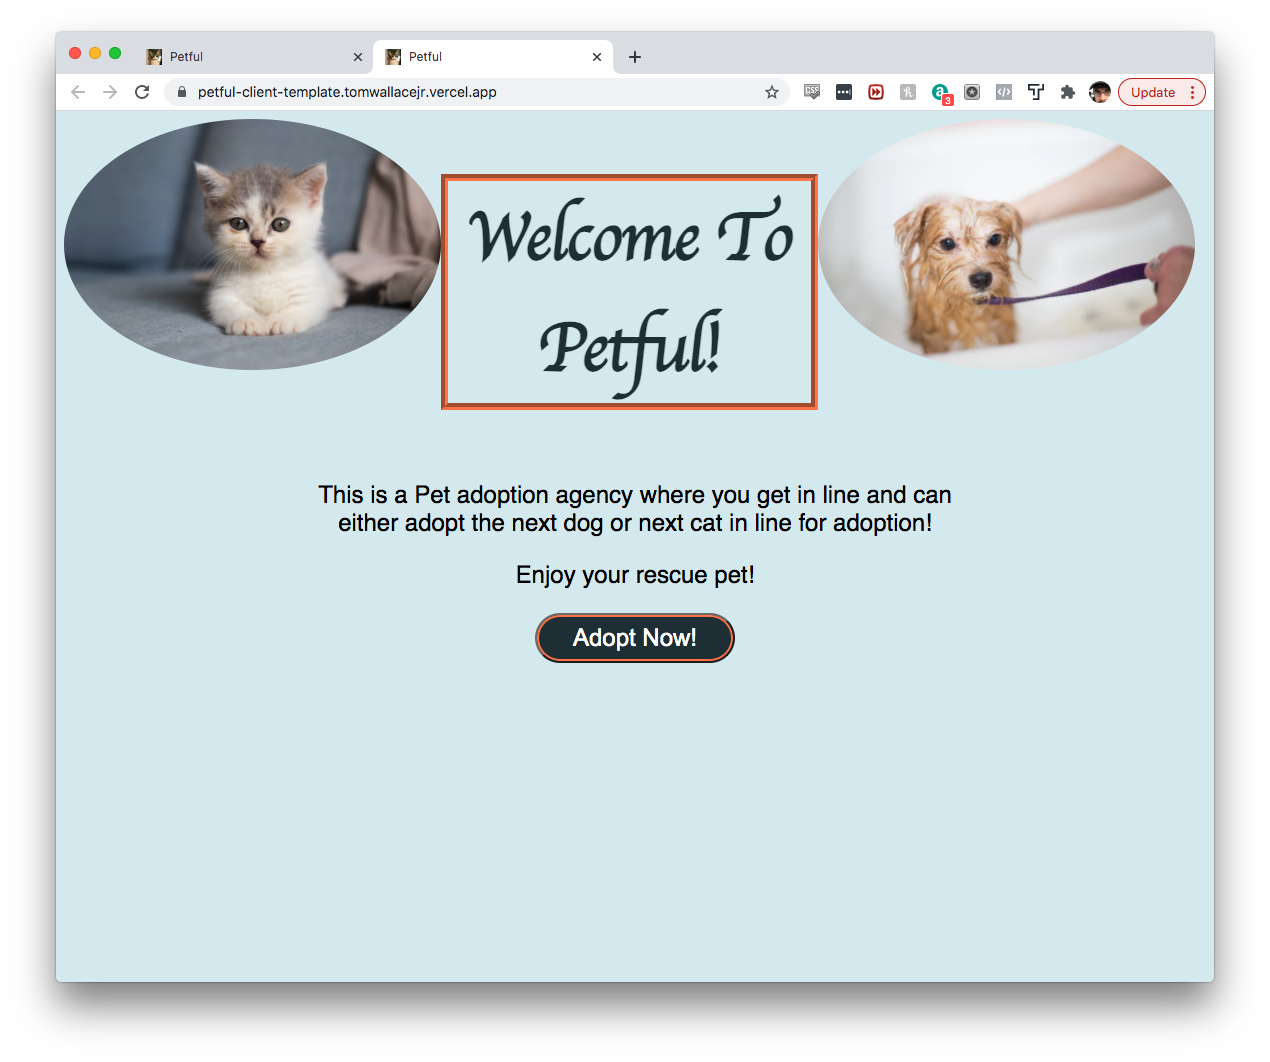 Petful
Petful
petful-client-template.tomwallacejr.vercel.app
CSS
a
3
Update
Welcome To
Petful!
This is a Pet adoption agency where you get in line and can
either adopt the next dog or next cat in line for adoption!
Enjoy your rescue pet!
Adopt Now!